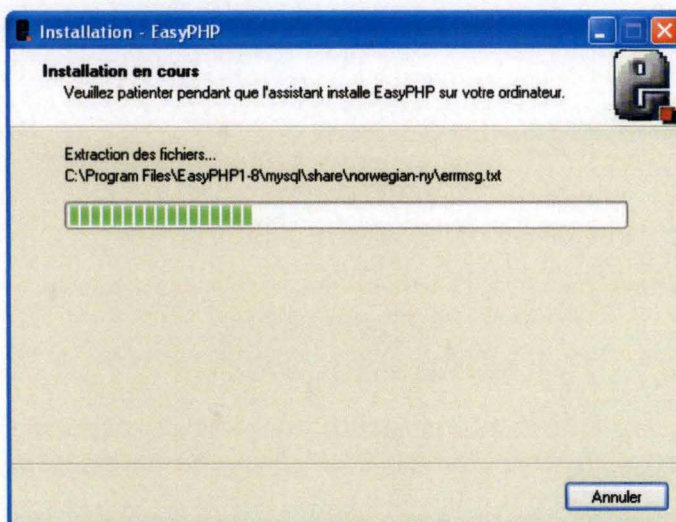 Installation - EasyPHP
Installation en cours
Veuillez patienter pendant que l'assistant installe EasyPHP sur votre ordinateur.
Extraction des fichiers...
C:\Program Files\EasyPHP1-8\mysql\share\norwegian-ny\errmsg.txt
Annuler